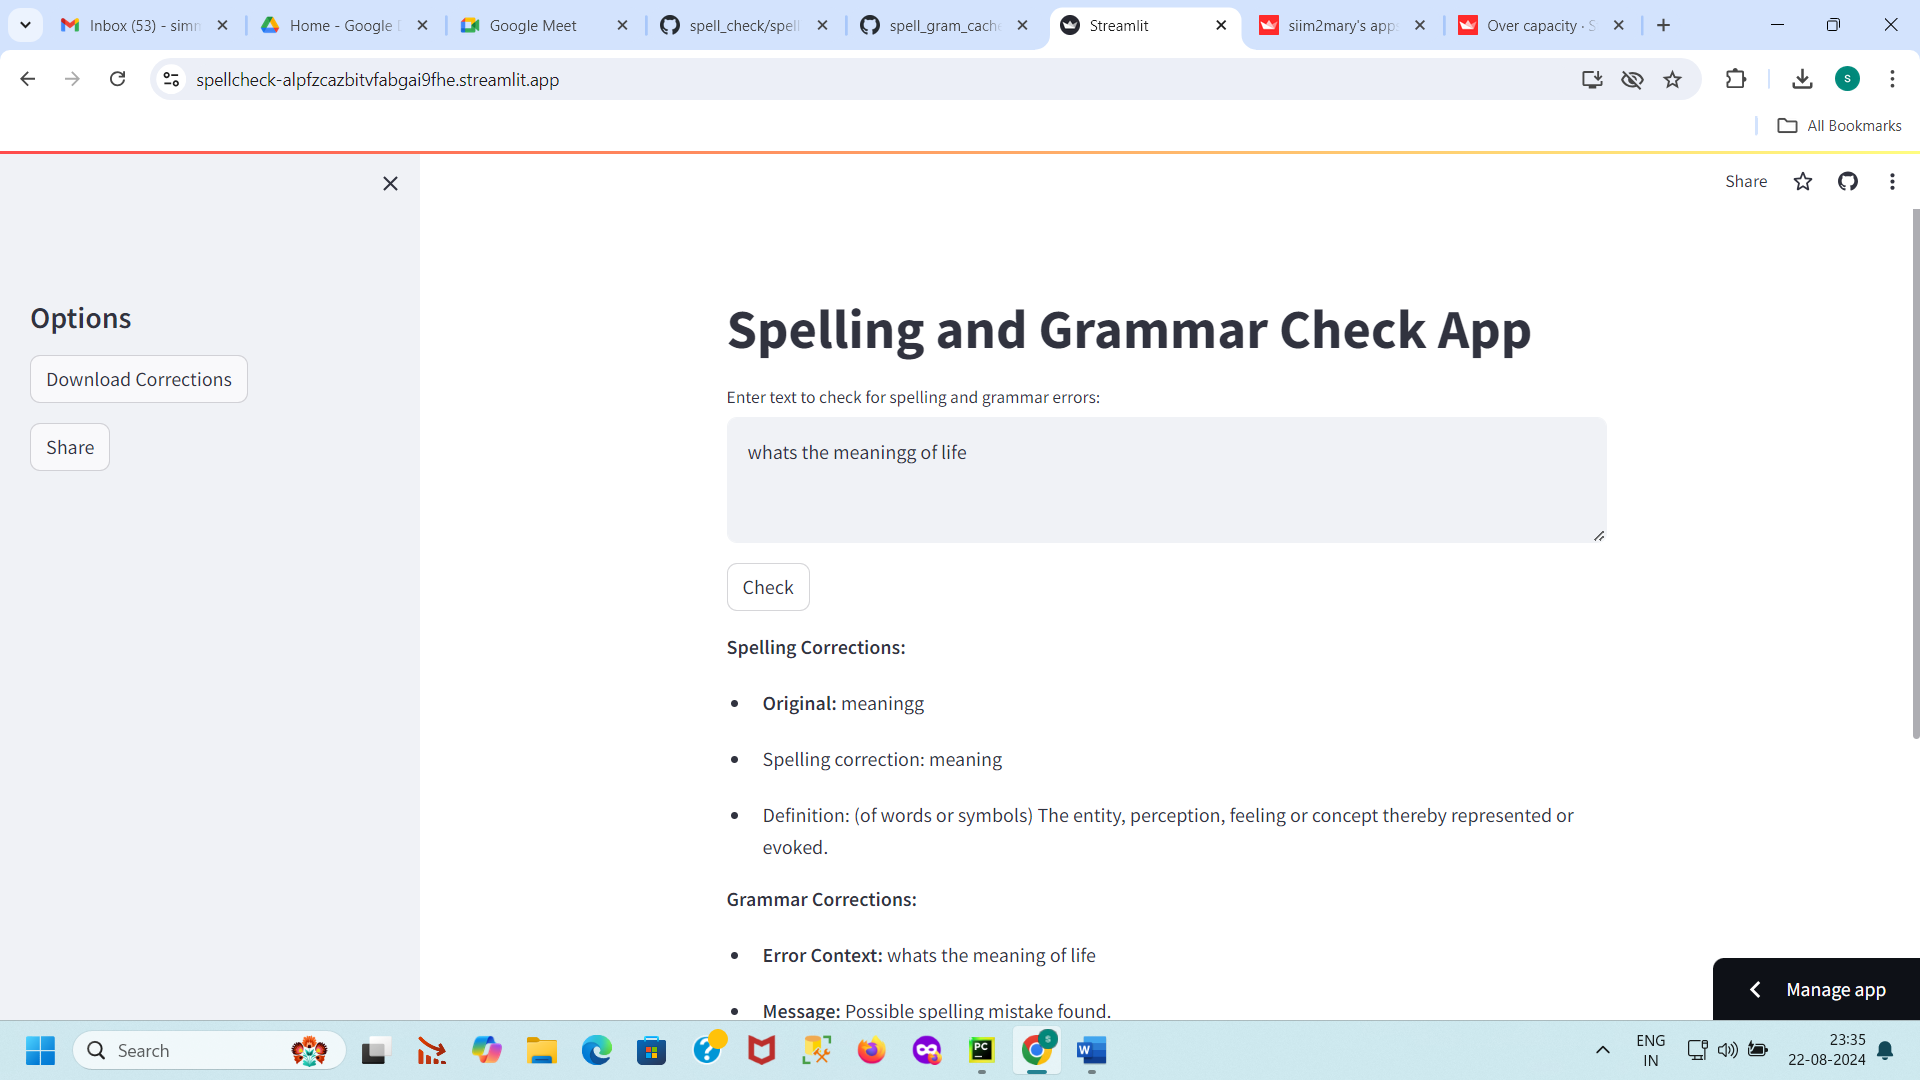 Inbox (53) - simm
Home - Google D
Google Meet
spell_check/spell
spell_gram_cache
Streamlit
siim2mary's apps
Over capacity · S
spellcheck-alpfzcazbitvfabgai9fhe.streamlit.app
S
All Bookmarks
Share
Options
Download Corrections
Share
Spelling and Grammar Check App
Enter text to check for spelling and grammar errors:
whats the meaningg of life
Check
Spelling Corrections:
Original: meaningg
Spelling correction: meaning
Definition: (of words or symbols) The entity, perception, feeling or concept thereby represented or
evoked.
Grammar Corrections:
Error Context: whats the meaning of life
Message: Possible spelling mistake found.
Manage app
Search
PC
S
W
ENG
IN
23:35
22-08-2024